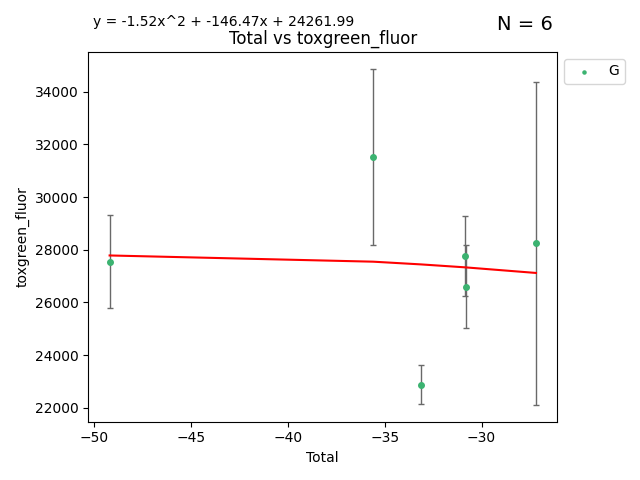 y = -1.52x^2 + -146.47x + 24261.99
N = 6
Total vs toxgreen_fluor
G
34000
32000
30000
28000
26000
24000
22000
toxgreen_fluor
−50
−45
−40
−35
−30
Total